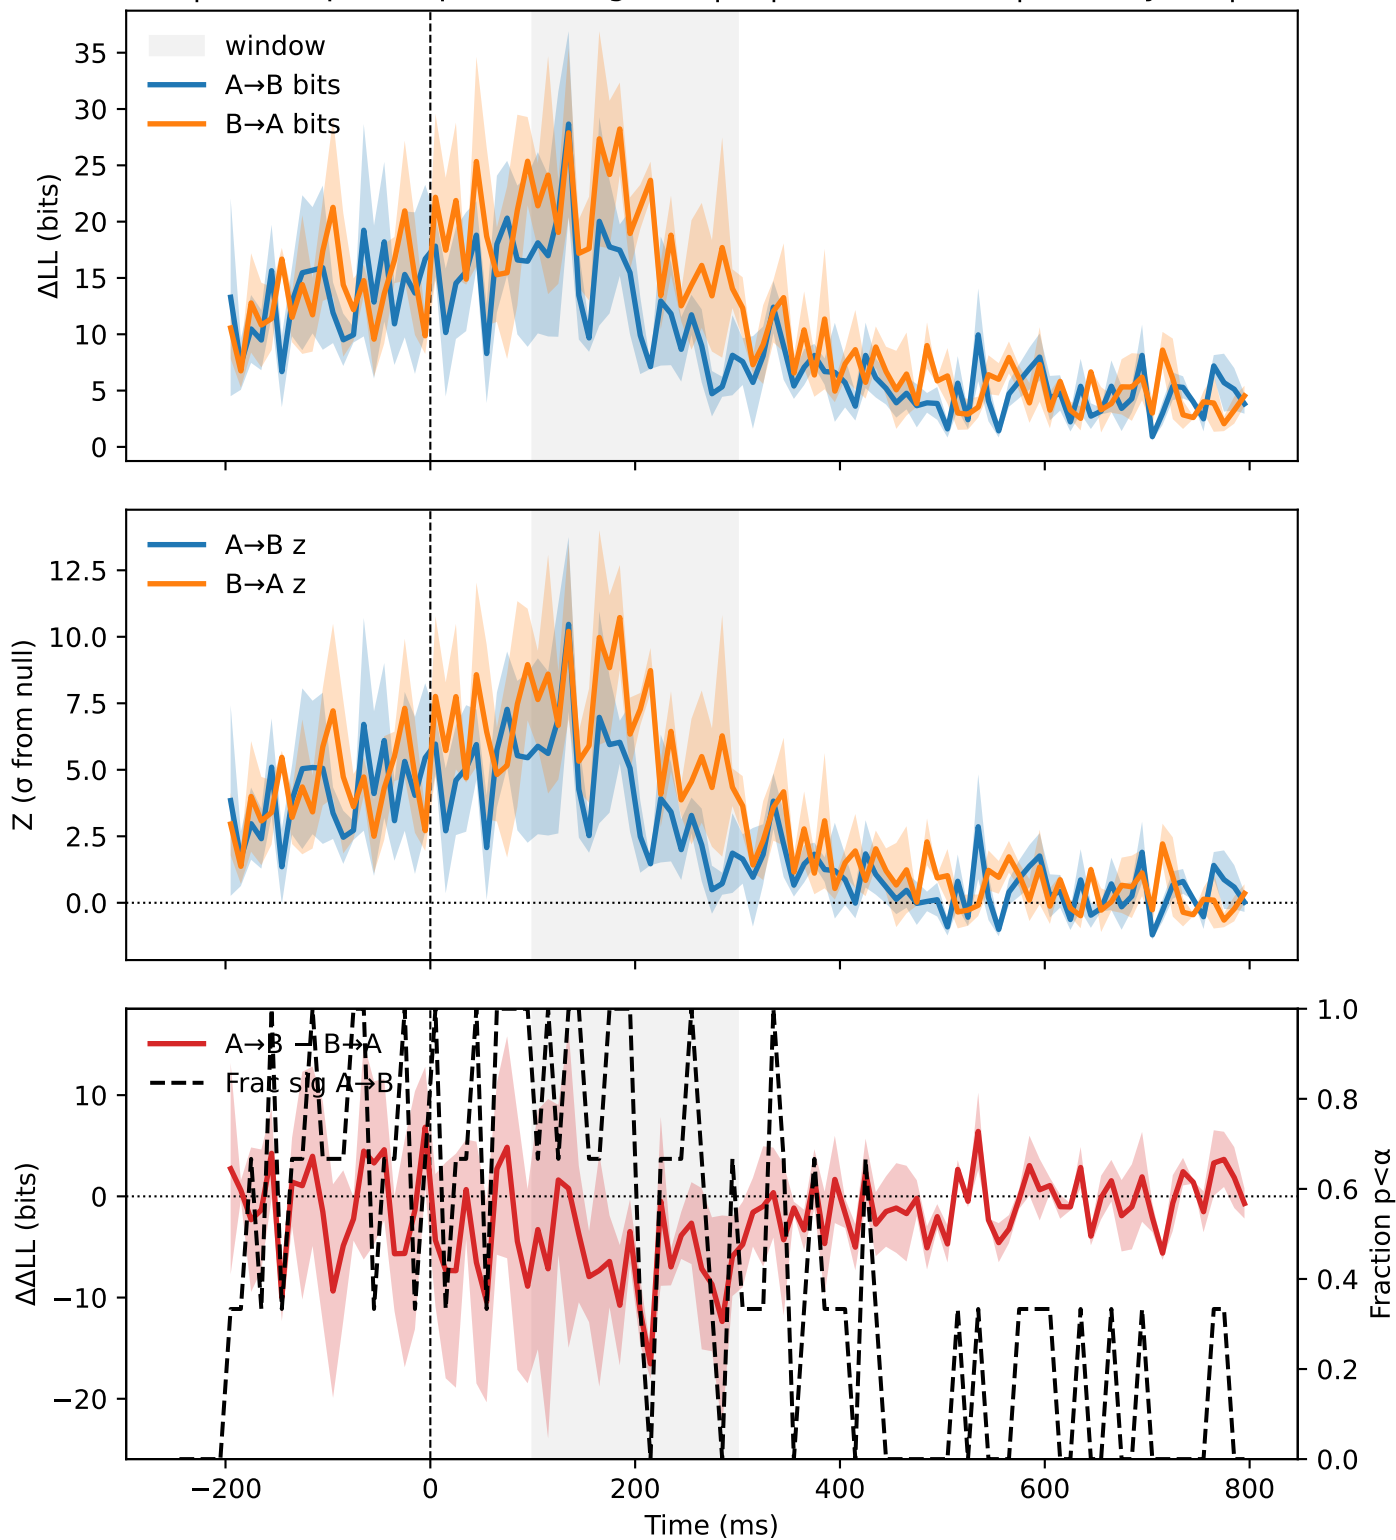 35
30
25
20
15
10
5
0
ΔLL (bits)
window
A→B bits
B→A bits
12.5
10.0
7.5
5.0
2.5
0.0
Z (σ from null)
A→B z
B→A z
10
0
−10
−20
ΔΔLL (bits)
A→B − B→A
Frac sig A→B
1.0
0.8
0.6
0.4
0.2
0.0
Fraction p<α
−200
0
200
400
600
800
Time (ms)